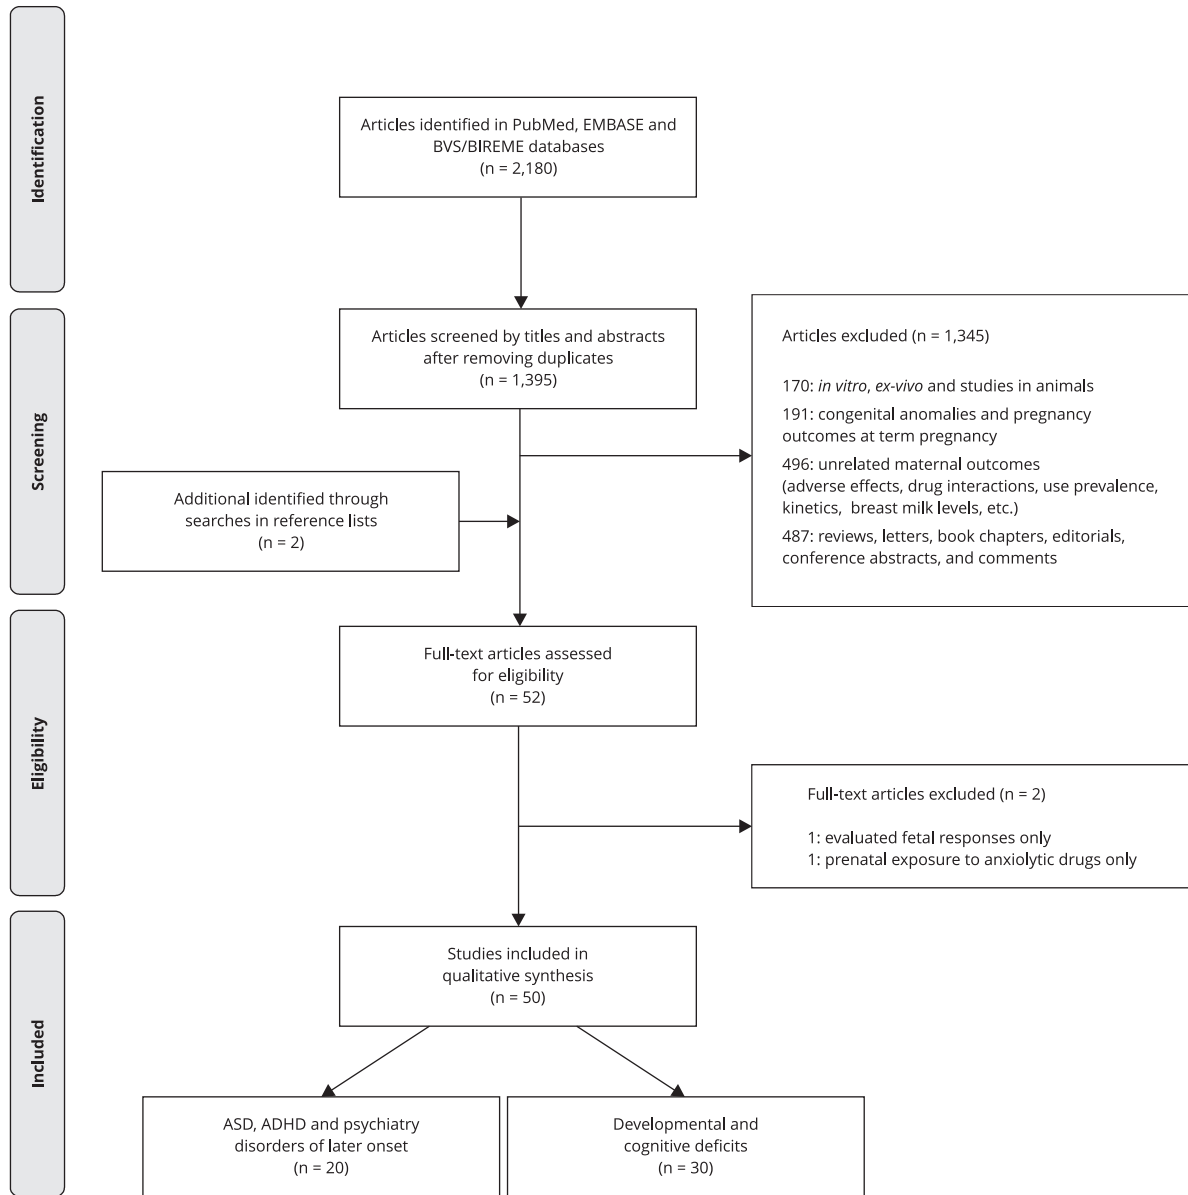 Identification
Articles identified in PubMed, EMBASE and
BVS/BIREME databases
(n = 2,180)
Screening
Articles screened by titles and abstracts
after removing duplicates
(n = 1,395)
Articles excluded (n = 1,345)
170: in vitro, ex-vivo and studies in animals
191: congenital anomalies and pregnancy
outcomes at term pregnancy
496: unrelated maternal outcomes
(adverse effects, drug interactions, use prevalence,
kinetics, breast milk levels, etc.)
487: reviews, letters, book chapters, editorials,
conference abstracts, and comments
Additional identified through
searches in reference lists
(n = 2)
Eligibility
Full-text articles assessed
for eligibility
(n = 52)
Full-text articles excluded (n = 2)
1: evaluated fetal responses only
1: prenatal exposure to anxiolytic drugs only
Included
Studies included in
qualitative synthesis
(n = 50)
ASD, ADHD and psychiatry
disorders of later onset
(n = 20)
Developmental and
cognitive deficits
(n = 30)